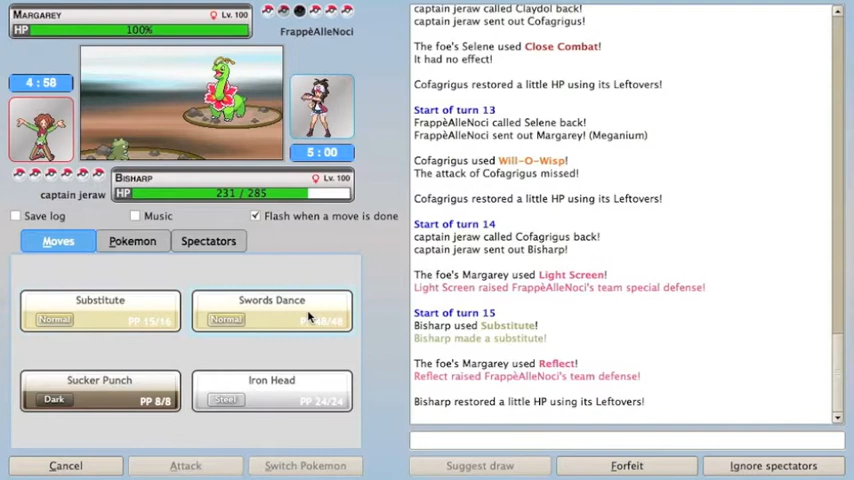 MARGAREY
Lv. 100
HP
100%
FrappèAlleNoci
4 : 58
5 : 00
BISHARP
Lv. 100
captain jeraw
HP
231 / 285
Save log
Music
Flash when a move is done
Moves
Pokemon
Spectators
Substitute
Normal
PP 15/16
Swords Dance
Normal
48/48
Sucker Punch
Dark
PP 8/8
Iron Head
Steel
PP 24/24
Cancel
Attack
Switch Pokemon
captain jeraw called Claydol back!
captain jeraw sent out Cofagrigus!
The foe's Selene used Close Combat!
It had no effect!
Cofagrigus restored a little HP using its Leftovers!
Start of turn 13
FrappèAlleNoci called Selene back!
FrappèAlleNoci sent out Margarey! (Meganium)
Cofagrigus used Will-O-Wisp!
The attack of Cofagrigus missed!
Cofagrigus restored a little HP using its Leftovers!
Start of turn 14
captain jeraw called Cofagrigus back!
captain jeraw sent out Bisharp!
The foe's Margarey used Light Screen!
Light Screen raised FrappèAlleNoci's team special defense!
Start of turn 15
Bisharp used Substitute!
Bisharp made a substitute!
The foe's Margarey used Reflect!
Reflect raised FrappèAlleNoci's team defense!
Bisharp restored a little HP using its Leftovers!
Suggest draw
Forfeit
Ignore spectators